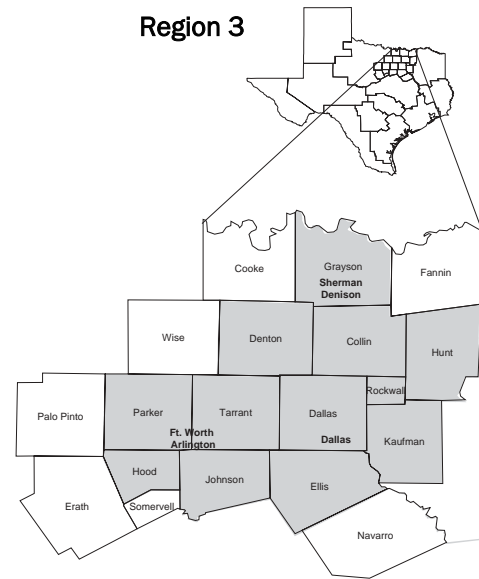 Region 3
Cooke
Grayson
Sherman
Denison
Fannin
Wise
Denton
Collin
Hunt
Rockwall
Palo Pinto
Parker
Tarrant
Dallas
Ft. Worth
Arlington
Dallas
Kaufman
Hood
Johnson
Ellis
Erath
Somervell
Navarro